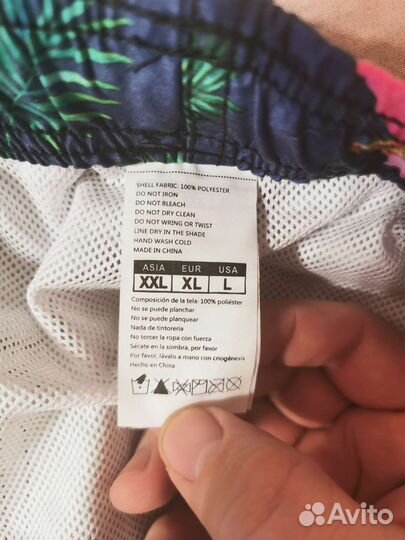 SHELL FABRIC: 100% POLYESTER
DO NOT IRON
DO NOT BLEACH
DO NOT DRY CLEAN
DO NOT WRING OR TWIST
LINE DRY IN THE SHADE
HAND WASH COLD
MADE IN CHINA
ASIA EUR USA
XXL XL L
Composición de la tela: 100% poliéster
No se puede planchar
No se puede planquear
Nada de tintorería
No torcer la ropa con fuerza
Sécate en la sombra, por favor
Por favor, lávalo a mano con criogénesis
Hecho en China
Avito